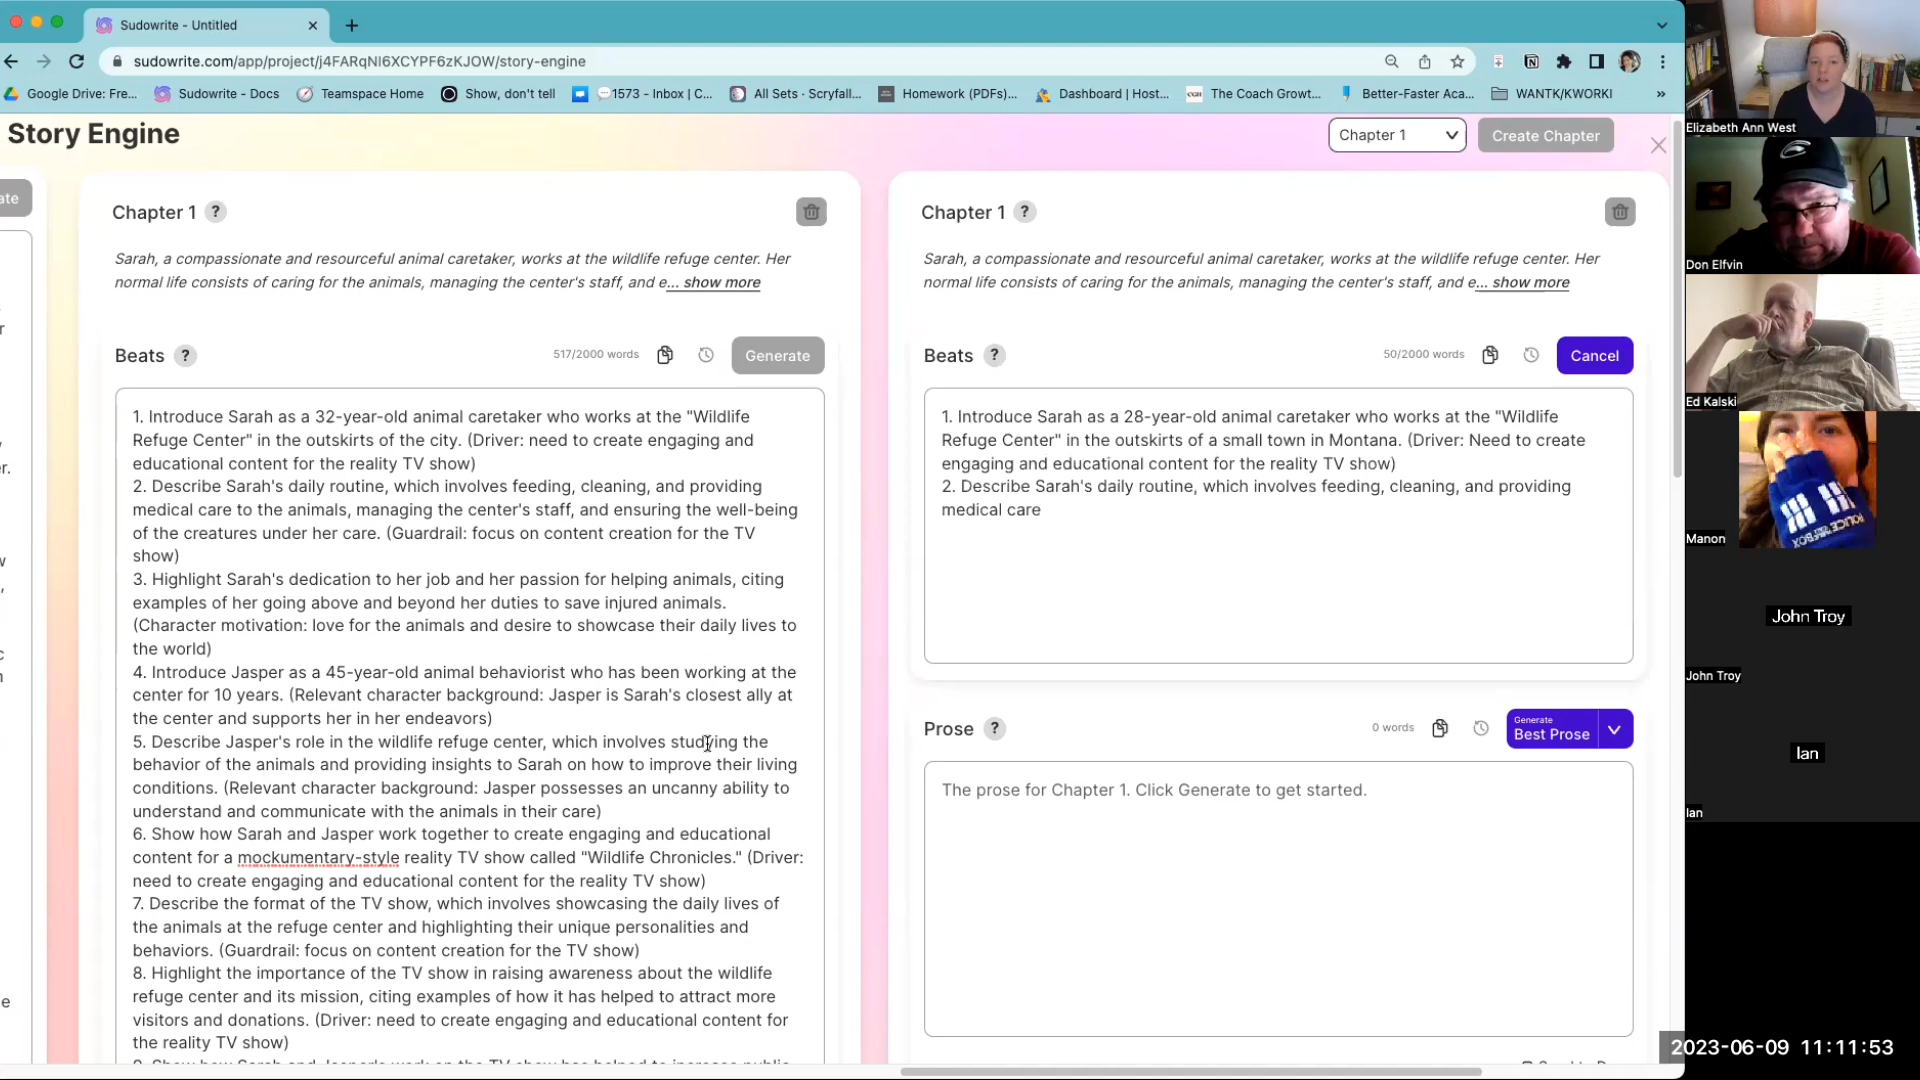 Sudowrite - Untitled
sudowrite.com/app/project/j4FARqNI6XCYPF6zKJOW/story-engine
Google Drive: Fre...
Sudowrite - Docs
Teamspace Home
Show, don't tell
1573 - Inbox | C...
All Sets - Scryfall...
Homework (PDFs)...
Dashboard | Host...
The Coach Growt...
Better-Faster Aca...
WANTK/KWORKI
Story Engine
Chapter 1
Create Chapter
ate
Chapter 1 ?
Sarah, a compassionate and resourceful animal caretaker, works at the wildlife refuge center. Her
normal life consists of caring for the animals, managing the center's staff, and e... show more
Beats ?
517/2000 words
Generate
1. Introduce Sarah as a 32-year-old animal caretaker who works at the "Wildlife
Refuge Center" in the outskirts of the city. (Driver: need to create engaging and
educational content for the reality TV show)
2. Describe Sarah's daily routine, which involves feeding, cleaning, and providing
medical care to the animals, managing the center's staff, and ensuring the well-being
of the creatures under her care. (Guardrail: focus on content creation for the TV
show)
3. Highlight Sarah's dedication to her job and her passion for helping animals, citing
examples of her going above and beyond her duties to save injured animals.
(Character motivation: love for the animals and desire to showcase their daily lives to
the world)
4. Introduce Jasper as a 45-year-old animal behaviorist who has been working at the
center for 10 years. (Relevant character background: Jasper is Sarah's closest ally at
the center and supports her in her endeavors)
5. Describe Jasper's role in the wildlife refuge center, which involves studying the
behavior of the animals and providing insights to Sarah on how to improve their living
conditions. (Relevant character background: Jasper possesses an uncanny ability to
understand and communicate with the animals in their care)
6. Show how Sarah and Jasper work together to create engaging and educational
content for a mockumentary-style reality TV show called "Wildlife Chronicles." (Driver:
need to create engaging and educational content for the reality TV show)
7. Describe the format of the TV show, which involves showcasing the daily lives of
the animals at the refuge center and highlighting their unique personalities and
behaviors. (Guardrail: focus on content creation for the TV show)
8. Highlight the importance of the TV show in raising awareness about the wildlife
refuge center and its mission, citing examples of how it has helped to attract more
visitors and donations. (Driver: need to create engaging and educational content for
the reality TV show)
Chapter 1 ?
Sarah, a compassionate and resourceful animal caretaker, works at the wildlife refuge center. Her
normal life consists of caring for the animals, managing the center's staff, and e... show more
Beats ?
50/2000 words
Cancel
1. Introduce Sarah as a 28-year-old animal caretaker who works at the "Wildlife
Refuge Center" in the outskirts of a small town in Montana. (Driver: Need to create
engaging and educational content for the reality TV show)
2. Describe Sarah's daily routine, which involves feeding, cleaning, and providing
medical care
Prose ?
0 words
Generate
Best Prose
The prose for Chapter 1. Click Generate to get started.
Elizabeth Ann West
Don Elfvin
Ed Kalski
POLICE
Manon
John Troy
John Troy
Ian
Ian
2023-06-09 11:11:53